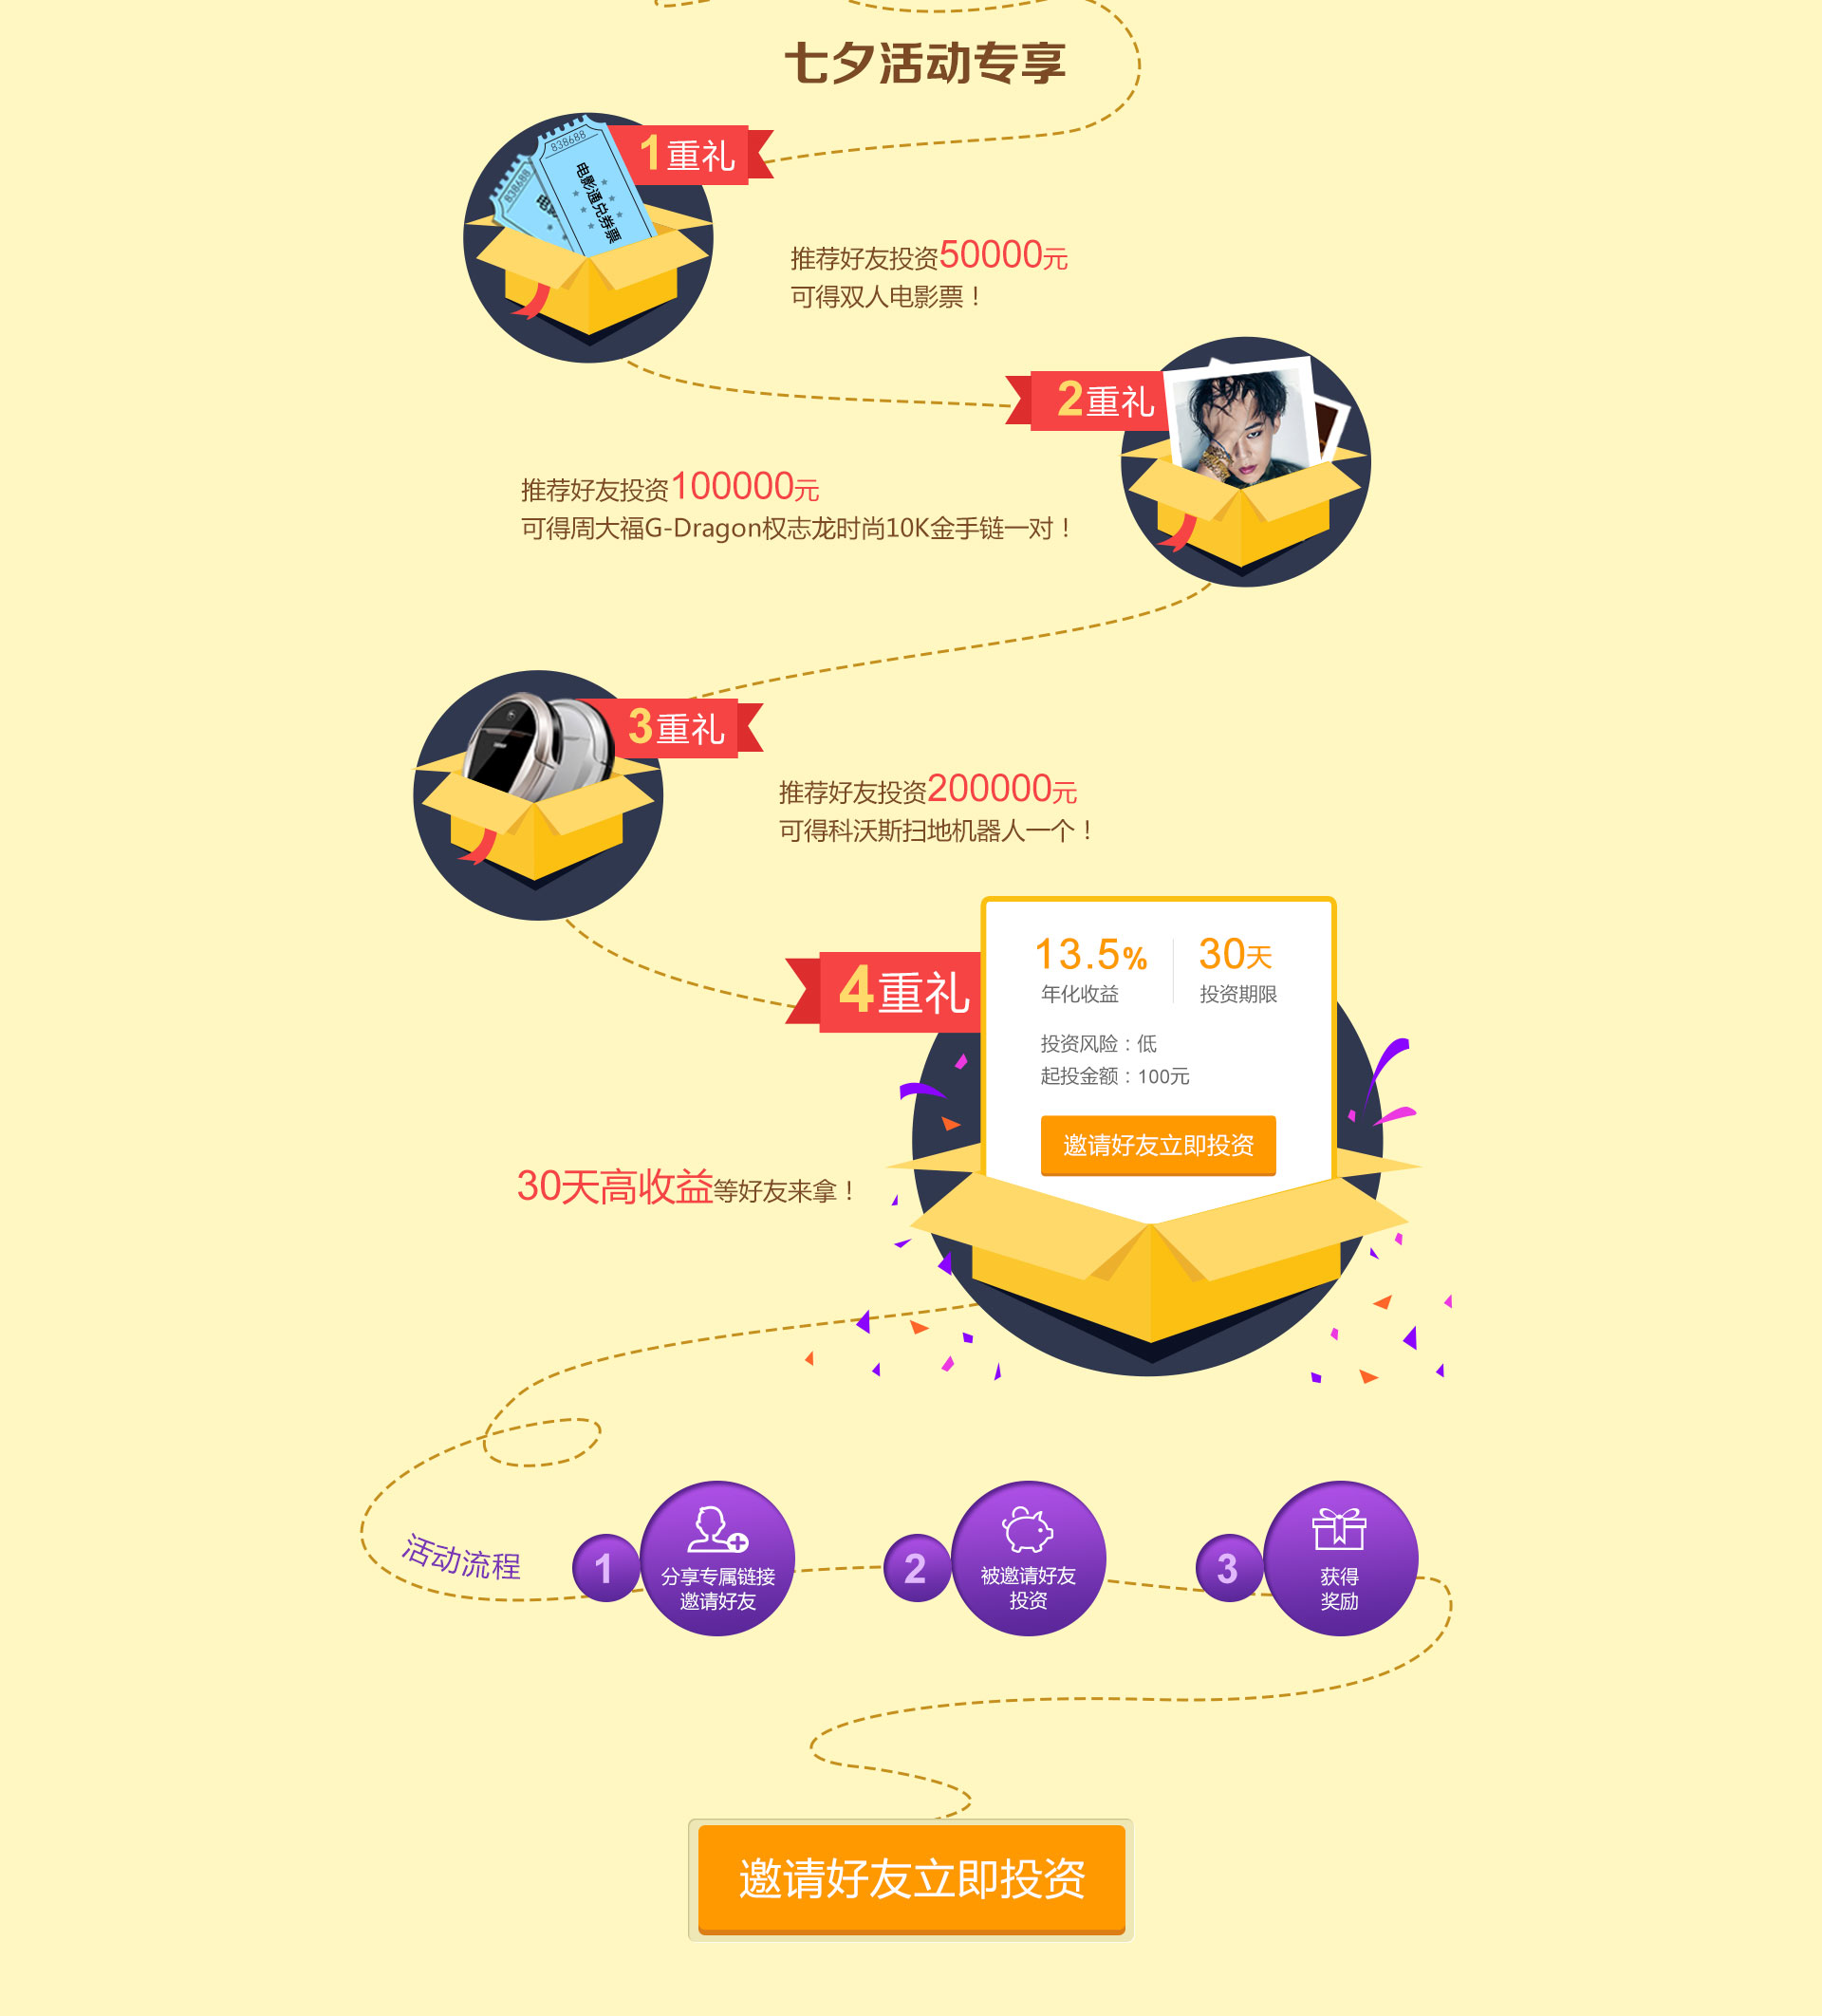 七夕活动专享
1重礼
838688
838688
电影通兑券票
推荐好友投资50000元
可得双人电影票！
2重礼
推荐好友投资100000元
可得周大福G-Dragon权志龙时尚10K金手链一对！
3重礼
推荐好友投资200000元
可得科沃斯扫地机器人一个！
4重礼
13.5%
年化收益
30天
投资期限
投资风险：低
起投金额：100元
邀请好友立即投资
30天高收益等好友来拿！
活动流程
1
分享专属链接
邀请好友
2
被邀请好友
投资
3
获得
奖励
邀请好友立即投资